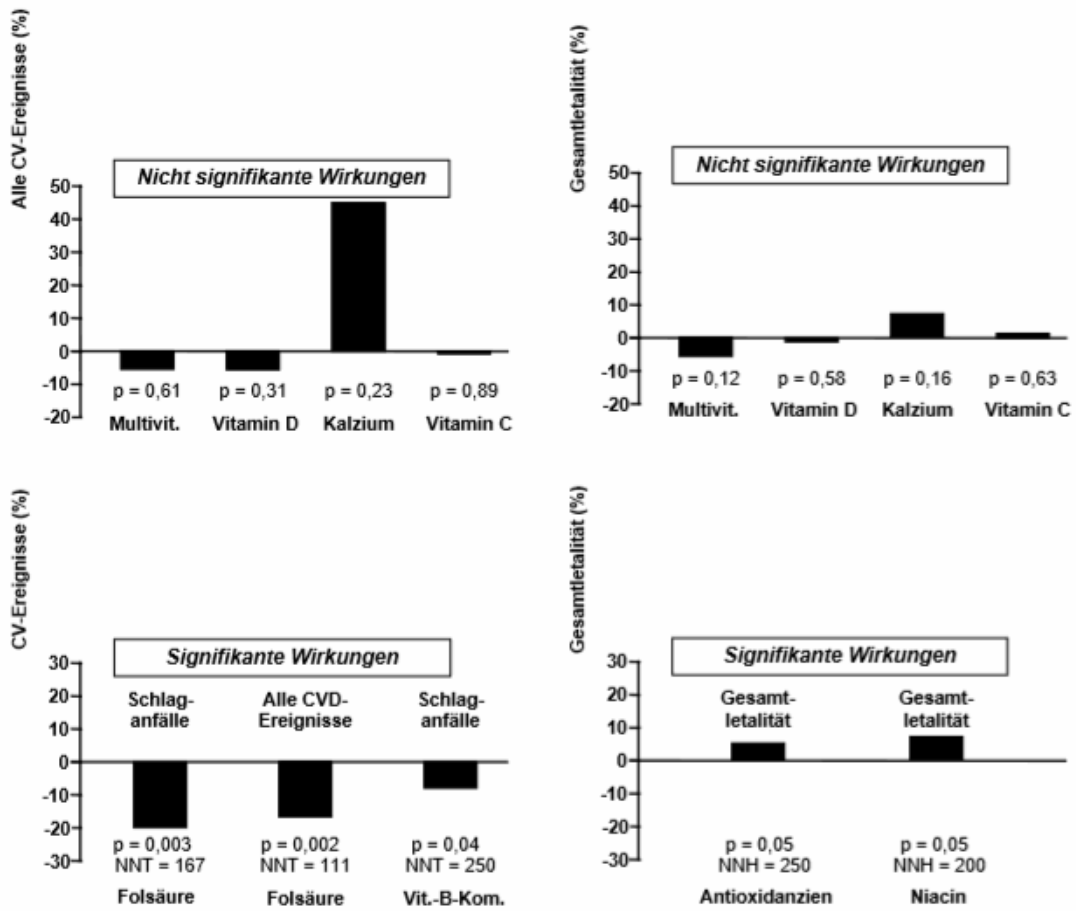 Alle CV-Ereignisse (%)
Nicht signifikante Wirkungen
50
40
30
20
10
0
-10
-20
p = 0,61 p = 0,31 p = 0,23 p = 0,89
Multivit. Vitamin D Kalzium Vitamin C
Gesamtletalität (%)
Nicht signifikante Wirkungen
50
40
30
20
10
0
-10
-20
p = 0,12 p = 0,58 p = 0,16 p = 0,63
Multivit. Vitamin D Kalzium Vitamin C
CV-Ereignisse (%)
Signifikante Wirkungen
30
20
10
0
-10
-20
-30
Schlag- Alle CVD- Schlag-
anfälle Ereignisse anfälle
p = 0,003 p = 0,002 p = 0,04
NNT = 167 NNT = 111 NNT = 250
Folsäure Folsäure Vit.-B-Kom.
Gesamtletalität (%)
Signifikante Wirkungen
30
20
10
0
-10
-20
-30
Gesamt- Gesamt-
letalität letalität
p = 0,05 p = 0,05
NNH = 250 NNH = 200
Antioxidanzien Niacin